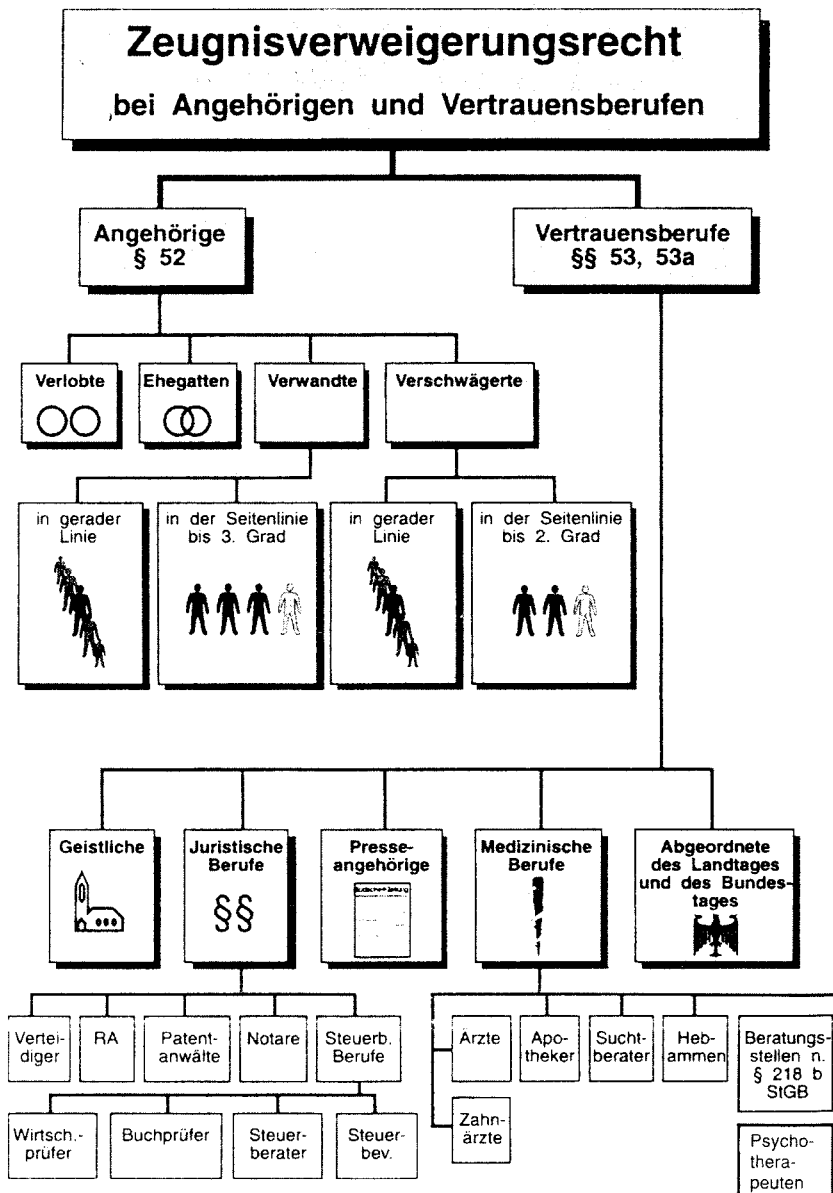 Zeugnisverweigerungsrecht
bei Angehörigen und Vertrauensberufen
Angehörige
§ 52
Vertrauensberufe
§§ 53, 53a
Verlobte
Ehegatten
Verwandte
Verschwägerte
in gerader
Linie
in der Seitenlinie
bis 3. Grad
in gerader
Linie
in der Seitenlinie
bis 2. Grad
Geistliche
Juristische
Berufe
§§
Presse-
angehörige
Medizinische
Berufe
Abgeordnete
des Landtages
und des Bundes-
tages
Vertei-
diger
RA
Patent-
anwälte
Notare
Steuerb.
Berufe
Ärzte
Apo-
theker
Sucht-
berater
Heb-
ammen
Beratungs-
stellen n.
§ 218 b
StGB
Wirtsch.-
prüfer
Buchprüfer
Steuer-
berater
Steuer-
bev.
Zahn-
ärzte
Psycho-
thera-
peuten